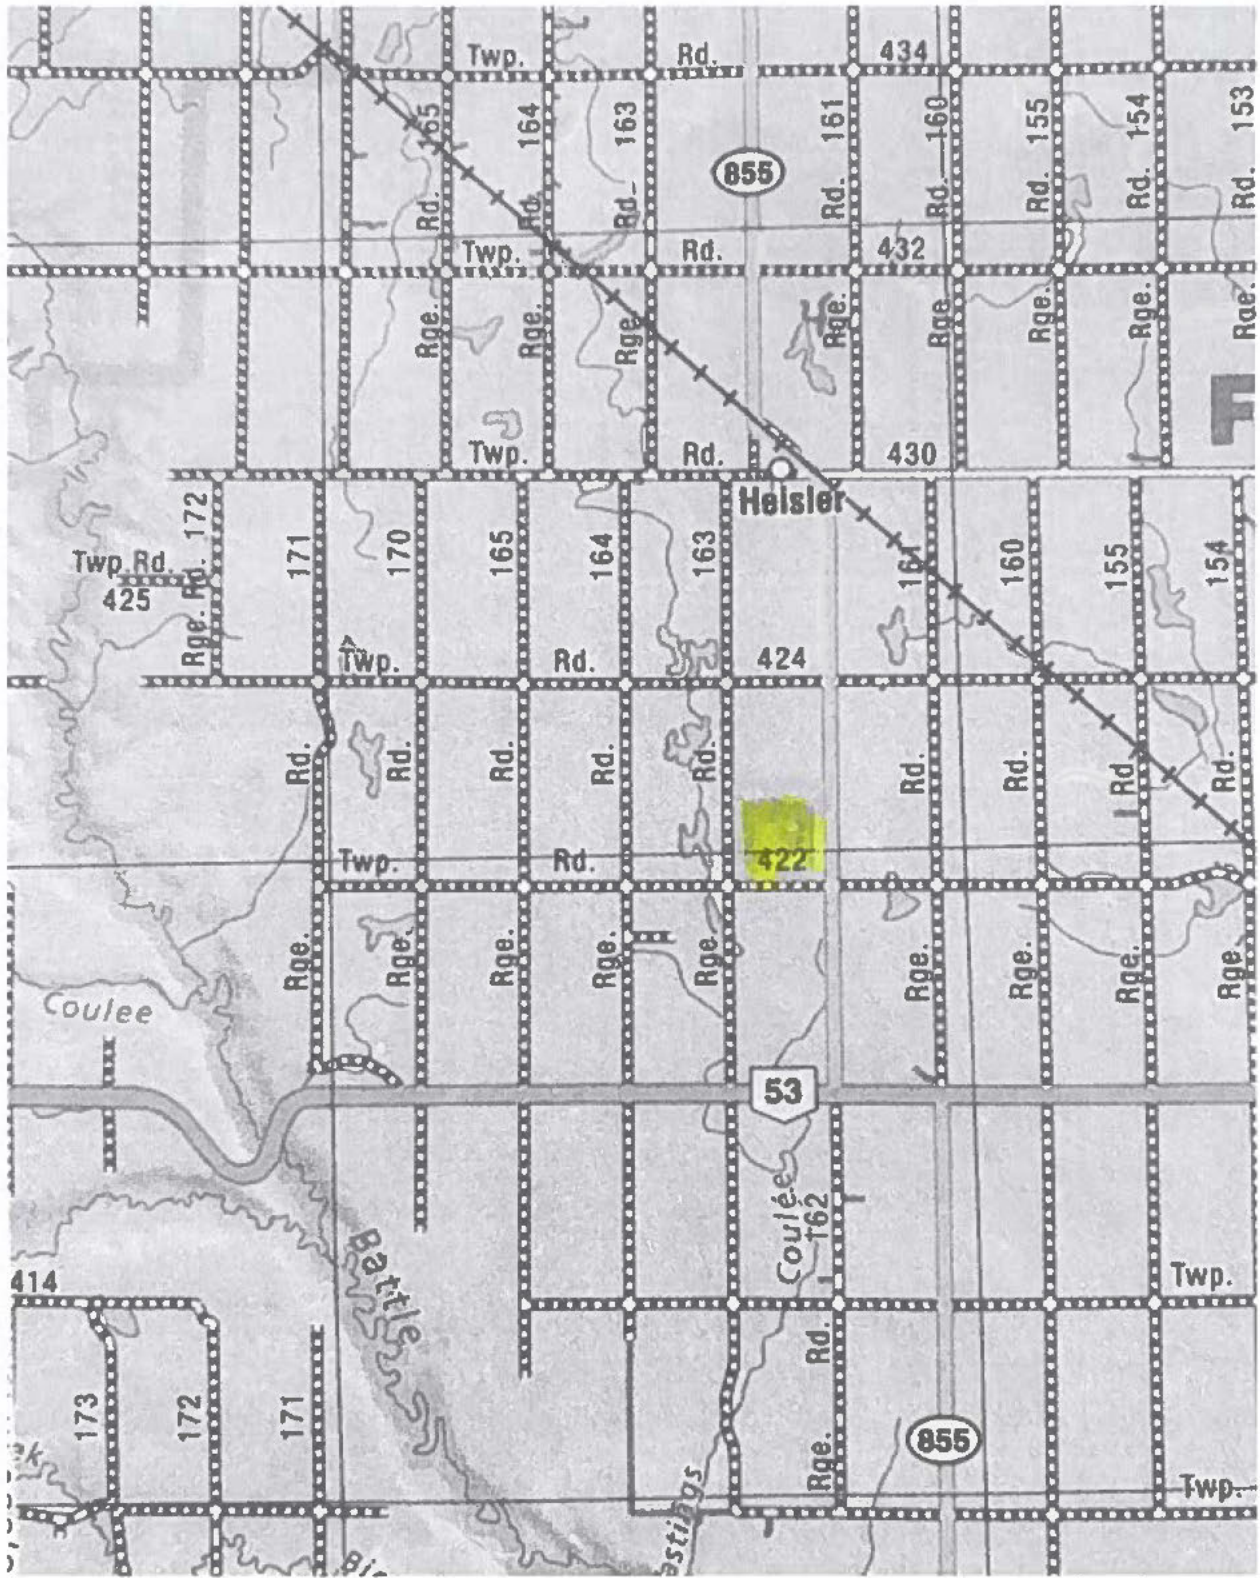 Twp. Rd. 434
165 164 163 161 160 155 154 153
855
Rd. Rd. Rd. Rd. Rd. Rd. Rd. Rd.
Twp. Rd. 432
Rge. Rge. Rge. Rge. Rge. Rge. Rge. Rge.
F
Twp. Rd. 430
Heisler
172 171 170 165 164 163 161 160 155 154
Twp. Rd.
425
Rge. Rd.
Twp. Rd. 424
Rd. Rd. Rd. Rd. Rd. Rd. Rd. Rd. Rd.
Twp. Rd. 422
Rge. Rge. Rge. Rge. Rge. Rge. Rge. Rge. Rge.
Coulee
53
Coulee
162
Battle
414
Twp.
Rd.
173 172 171
Rge.
855
ek
astings
Twp.